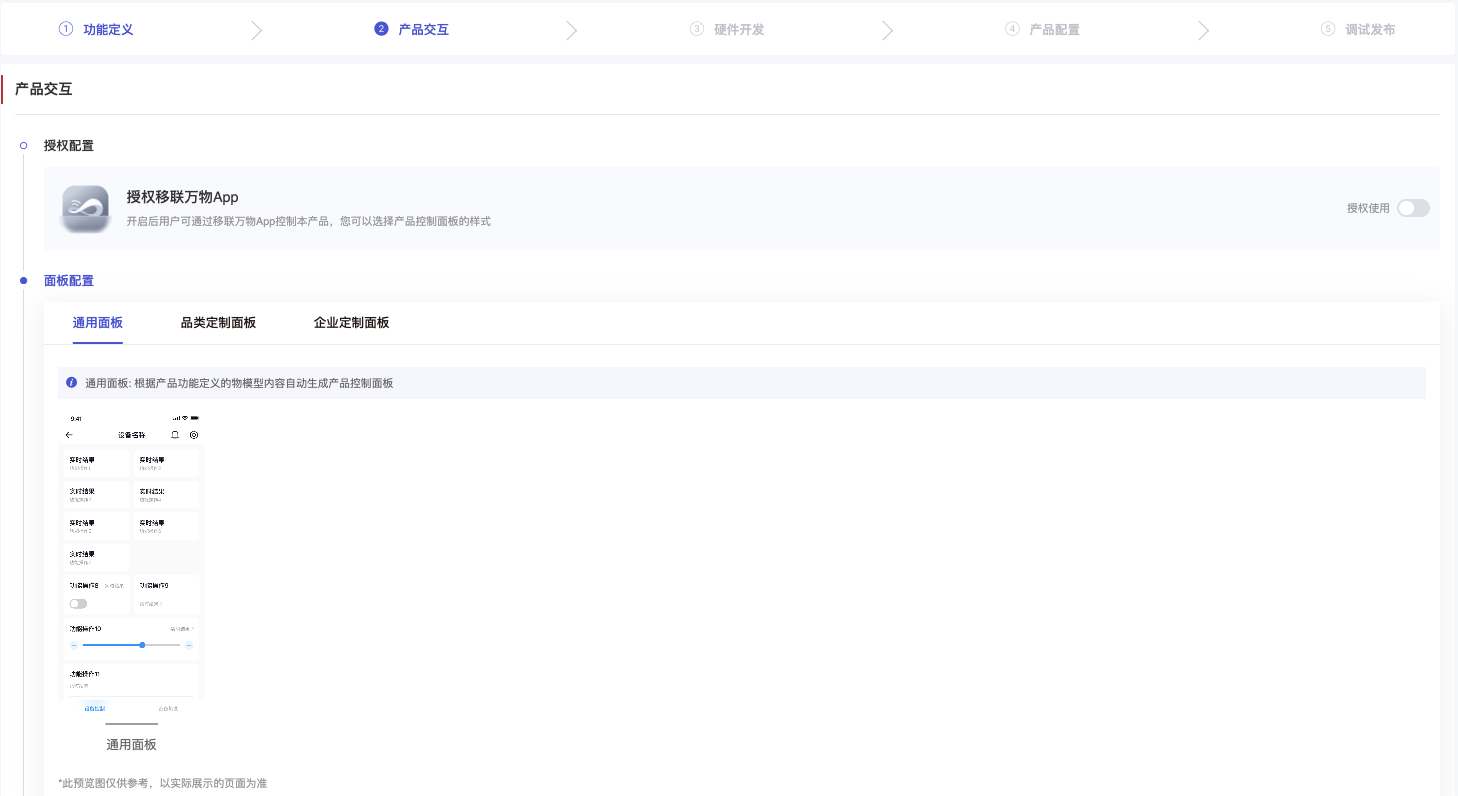 1 功能定义
2 产品交互
3 硬件开发
4 产品配置
5 调试发布
产品交互
授权配置
授权移联万物App
开启后用户可通过移联万物App控制本产品，您可以选择产品控制面板的样式
授权使用
面板配置
通用面板 品类定制面板 企业定制面板
通用面板: 根据产品功能定义的物模型内容自动生成产品控制面板
9:41
设备名称
实时结果 实时结果
实时结果 实时结果
实时结果 实时结果
实时结果
功能操作8 功能操作9
功能操作10
功能操作11
设备控制
通用面板
*此预览图仅供参考，以实际展示的页面为准